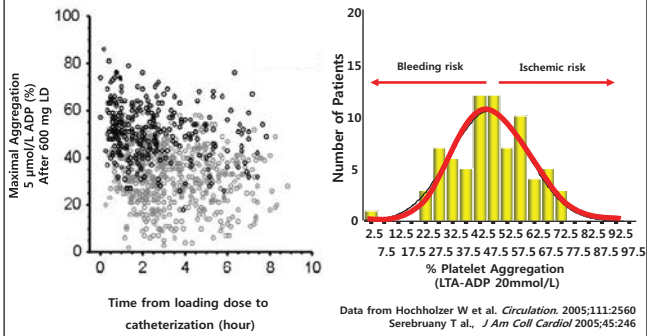 Maximal Aggregation
5 μmol/L ADP (%)
After 600 mg LD
100
80
60
40
20
0
0 2 4 6 8 10
Time from loading dose to
catheterization (hour)
Number of Patients
20
15
10
5
0
Bleeding risk
Ischemic risk
2.5 12.5 22.5 32.5 42.5 52.5 62.5 72.5 82.5 92.5
7.5 17.5 27.5 37.5 47.5 57.5 67.5 77.5 87.5 97.5
% Platelet Aggregation
(LTA-ADP 20mmol/L)
Data from Hochholzer W et al. Circulation. 2005;111:2560
Serebruany T al., J Am Coll Cardiol 2005;45:246